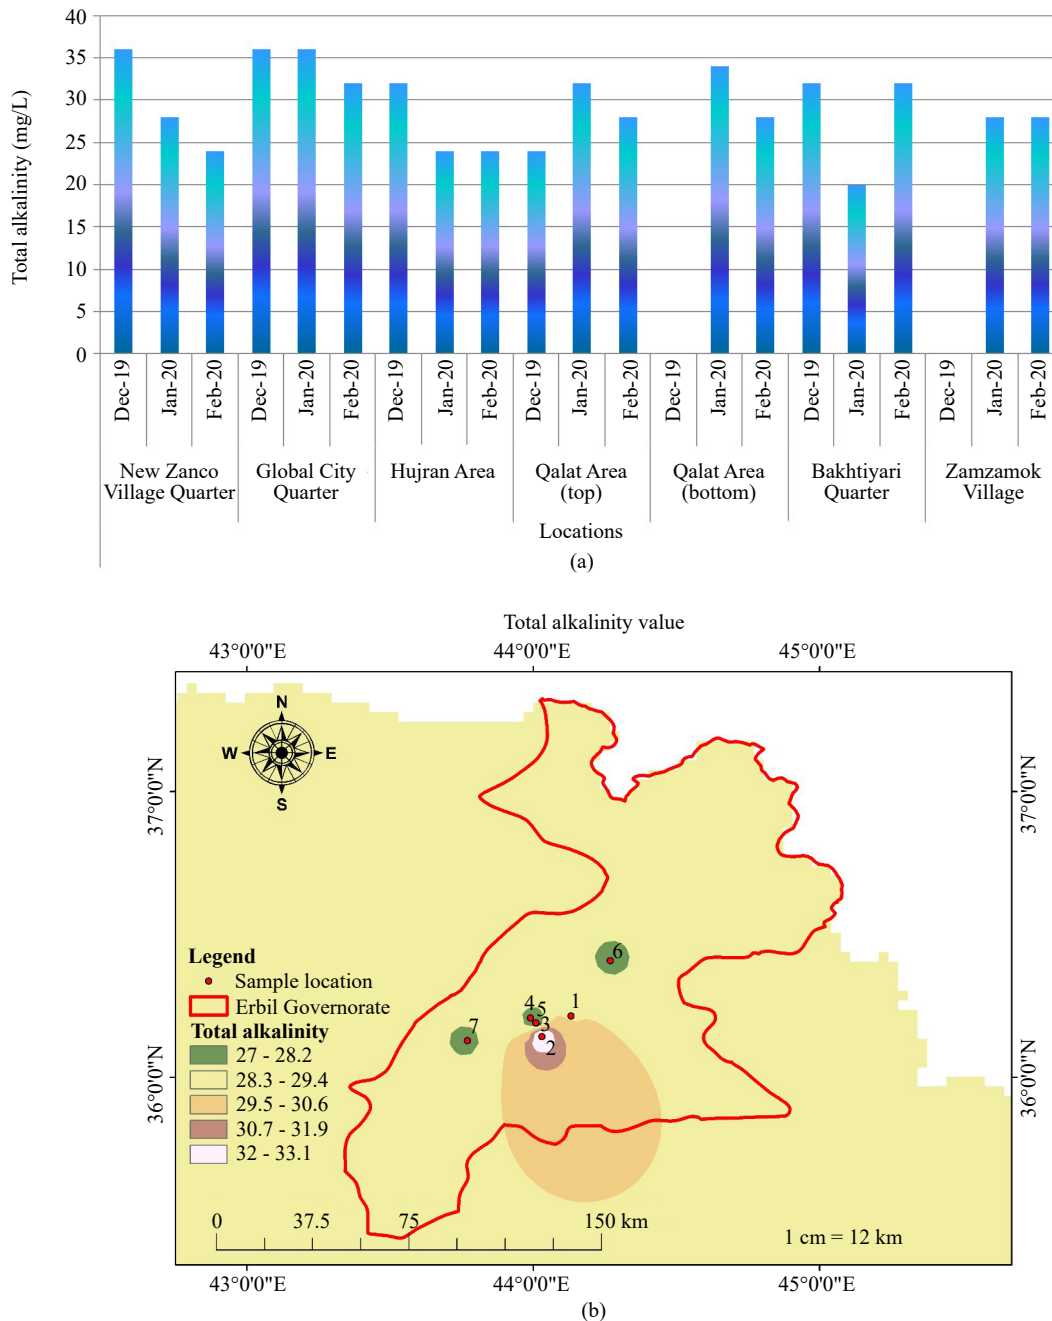 Total alkalinity (mg/L)
40
35
30
25
20
15
10
5
0
Dec-19
Jan-20
Feb-20
Dec-19
Jan-20
Feb-20
Dec-19
Jan-20
Feb-20
Dec-19
Jan-20
Feb-20
Dec-19
Jan-20
Feb-20
Dec-19
Jan-20
Feb-20
Dec-19
Jan-20
Feb-20
New Zanco
Village Quarter
Global City
Quarter
Hujran Area
Qalat Area
(top)
Qalat Area
(bottom)
Bakhtiyari
Quarter
Zamzamok
Village
Locations
(a)
Total alkalinity value
43°0'0"E 44°0'0"E 45°0'0"E
N
W E
S
37°0'0"N
37°0'0"N
36°0'0"N
36°0'0"N
6
1
4 5
3
2
7
Legend
Sample location
Erbil Governorate
Total alkalinity
27 - 28.2
28.3 - 29.4
29.5 - 30.6
30.7 - 31.9
32 - 33.1
0 37.5 75 150 km
1 cm = 12 km
43°0'0"E 44°0'0"E 45°0'0"E
(b)